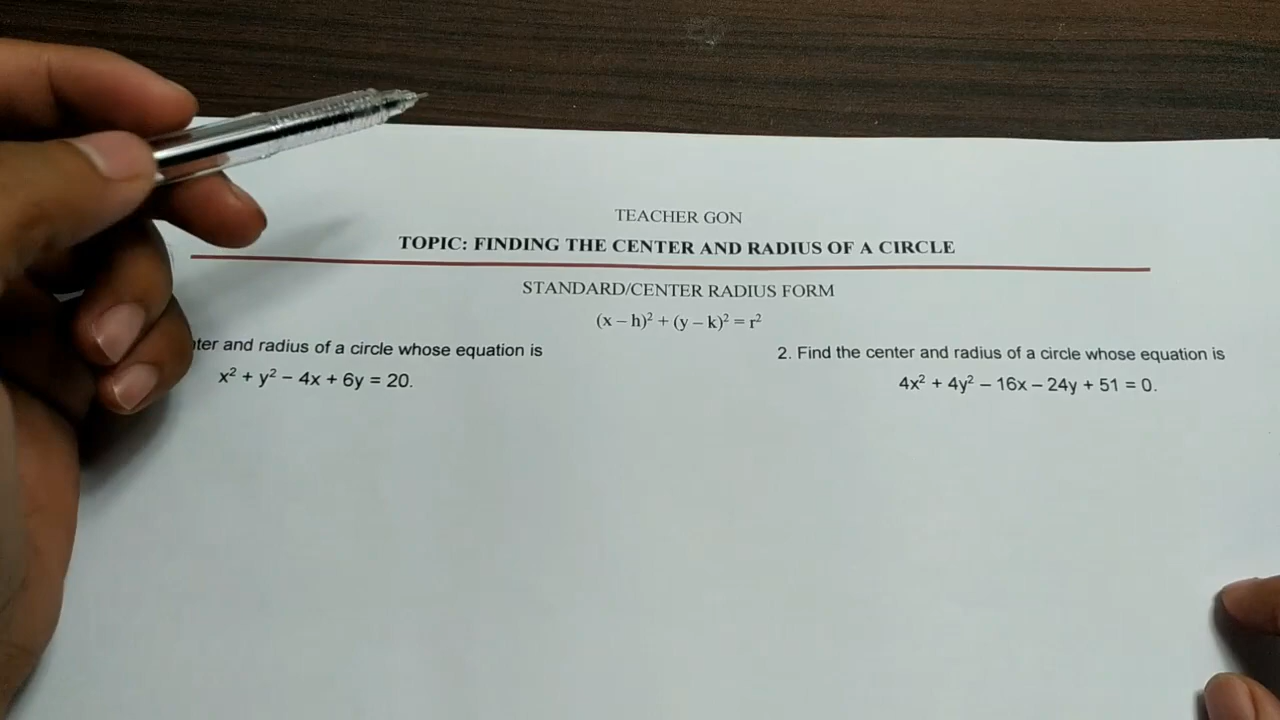 TEACHER GON
TOPIC: FINDING THE CENTER AND RADIUS OF A CIRCLE
STANDARD/CENTER RADIUS FORM
(x – h)² + (y – k)² = r²
and radius of a circle whose equation is
x² + y² – 4x + 6y = 20.
2. Find the center and radius of a circle whose equation is
4x² + 4y² – 16x – 24y + 51 = 0.